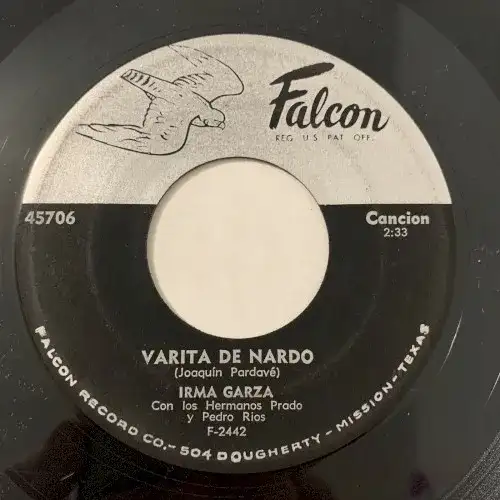 Falcon
REG. U.S. PAT. OFF.
45706
Cancion
2:33
VARITA DE NARDO
(Joaquín Pardavé)
IRMA GARZA
Con los Hermanos Prado
y Pedro Ríos
F-2442
FALCON RECORD CO.,- 504 DOUGHERTY - MISSION - TEXAS